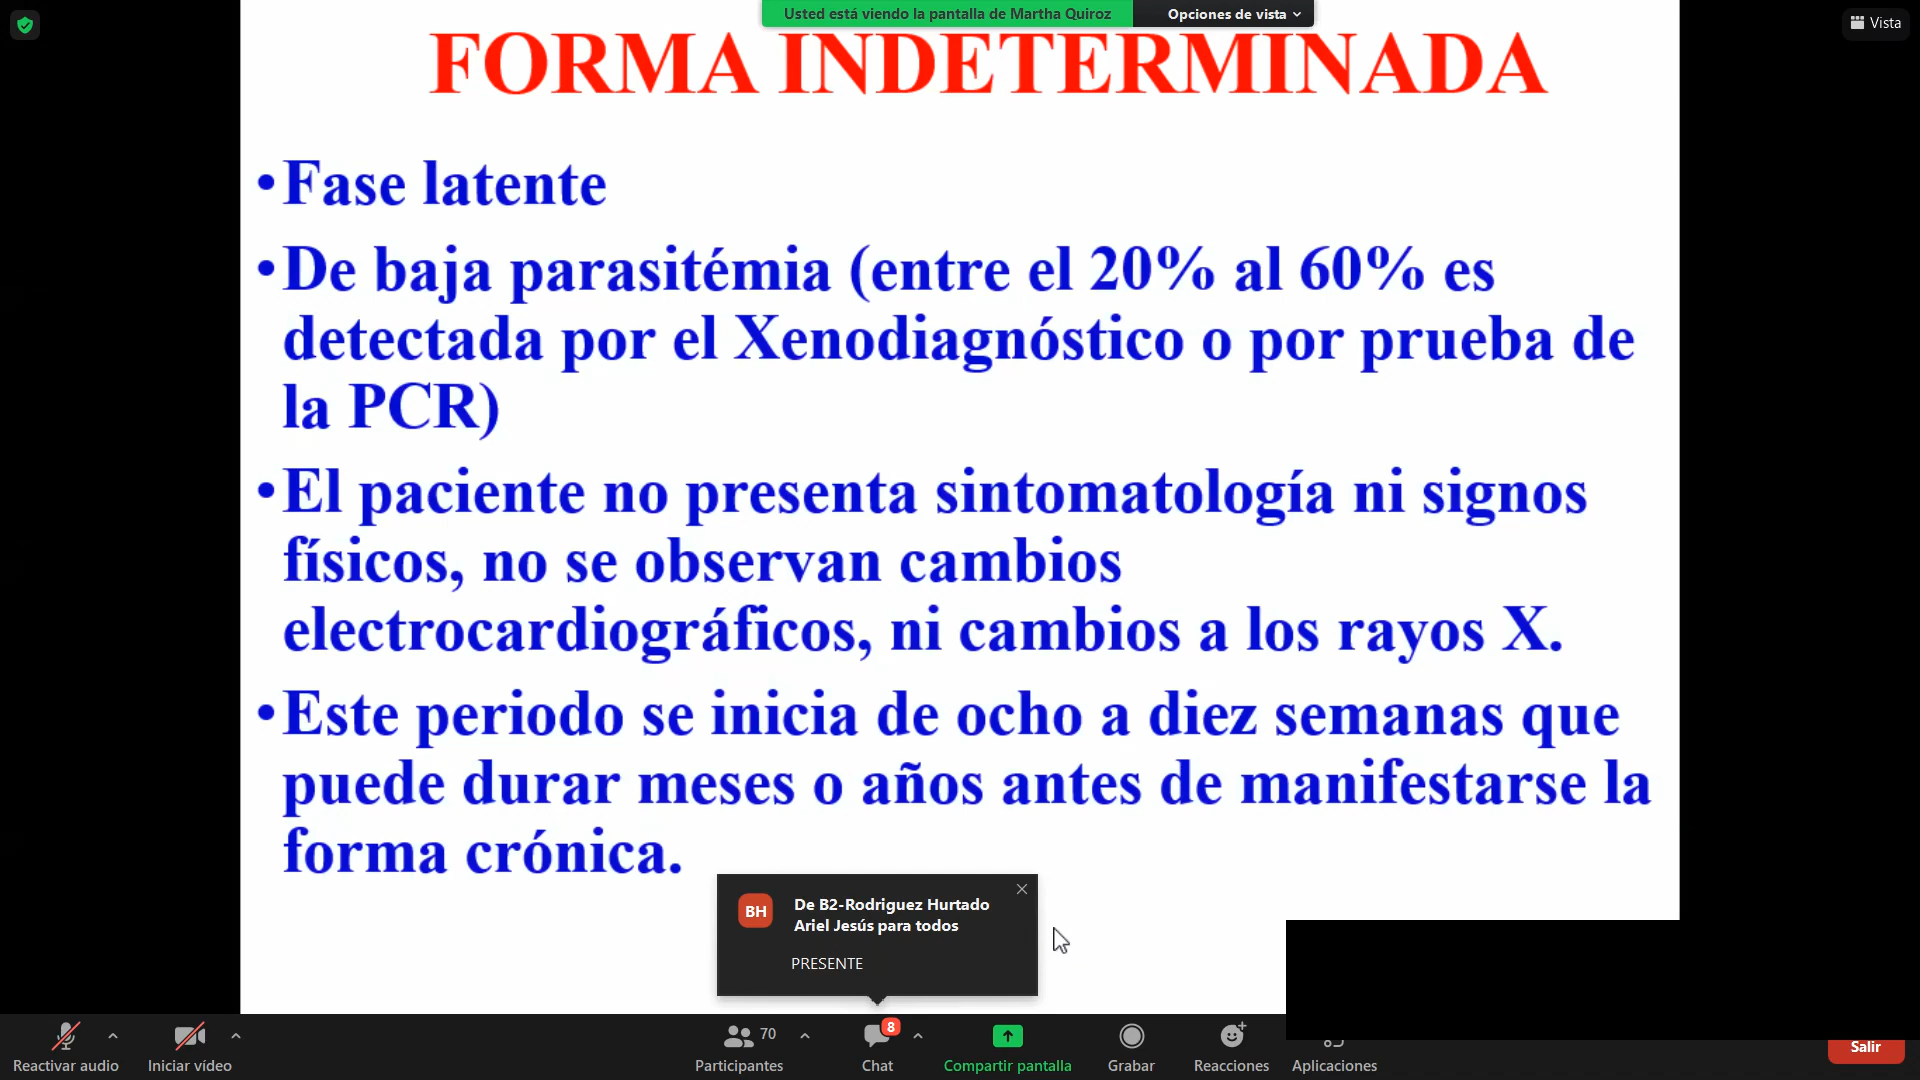 Usted está viendo la pantalla de Martha Quiroz
Opciones de vista
Vista
FORMA INDETERMINADA
•Fase latente
•De baja parasitémia (entre el 20% al 60% es
detectada por el Xenodiagnóstico o por prueba de
la PCR)
•El paciente no presenta sintomatología ni signos
físicos, no se observan cambios
electrocardiográficos, ni cambios a los rayos X.
•Este periodo se inicia de ocho a diez semanas que
puede durar meses o años antes de manifestarse la
forma crónica.
BH
De B2-Rodriguez Hurtado
Ariel Jesús para todos
PRESENTE
70
8
Reactivar audio
Iniciar vídeo
Participantes
Chat
Compartir pantalla
Grabar
Reacciones
Aplicaciones
Salir